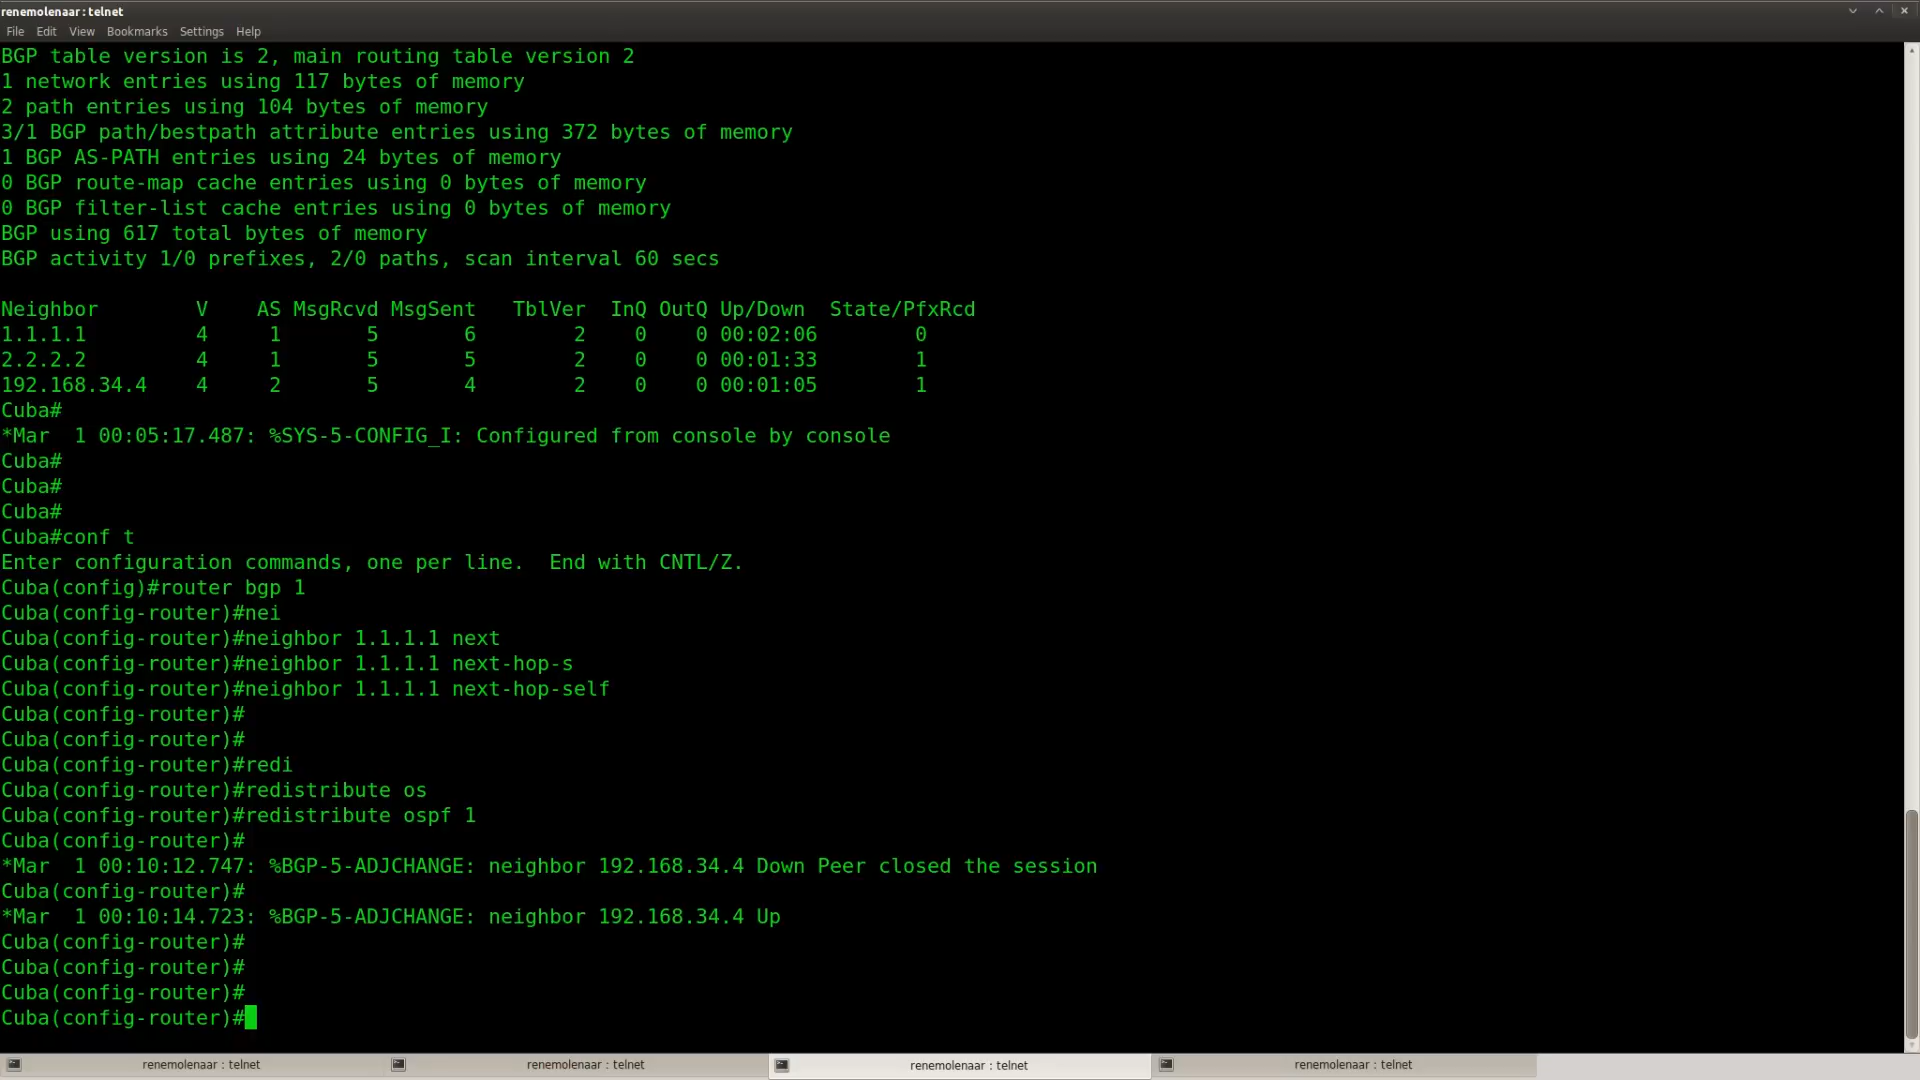 renemolenaar : telnet
File Edit View Bookmarks Settings Help
BGP table version is 2, main routing table version 2
1 network entries using 117 bytes of memory
2 path entries using 104 bytes of memory
3/1 BGP path/bestpath attribute entries using 372 bytes of memory
1 BGP AS-PATH entries using 24 bytes of memory
0 BGP route-map cache entries using 0 bytes of memory
0 BGP filter-list cache entries using 0 bytes of memory
BGP using 617 total bytes of memory
BGP activity 1/0 prefixes, 2/0 paths, scan interval 60 secs
Neighbor        V    AS MsgRcvd MsgSent   TblVer  InQ OutQ Up/Down  State/PfxRcd
1.1.1.1         4     1       5       6        2    0    0 00:02:06        0
2.2.2.2         4     1       5       5        2    0    0 00:01:33        1
192.168.34.4    4     2       5       4        2    0    0 00:01:05        1
Cuba#
*Mar  1 00:05:17.487: %SYS-5-CONFIG_I: Configured from console by console
Cuba#
Cuba#
Cuba#
Cuba#conf t
Enter configuration commands, one per line.  End with CNTL/Z.
Cuba(config)#router bgp 1
Cuba(config-router)#nei
Cuba(config-router)#neighbor 1.1.1.1 next
Cuba(config-router)#neighbor 1.1.1.1 next-hop-s
Cuba(config-router)#neighbor 1.1.1.1 next-hop-self
Cuba(config-router)#
Cuba(config-router)#
Cuba(config-router)#redi
Cuba(config-router)#redistribute os
Cuba(config-router)#redistribute ospf 1
Cuba(config-router)#
*Mar  1 00:10:12.747: %BGP-5-ADJCHANGE: neighbor 192.168.34.4 Down Peer closed the session
Cuba(config-router)#
*Mar  1 00:10:14.723: %BGP-5-ADJCHANGE: neighbor 192.168.34.4 Up
Cuba(config-router)#
Cuba(config-router)#
Cuba(config-router)#
Cuba(config-router)#
renemolenaar : telnet renemolenaar : telnet renemolenaar : telnet renemolenaar : telnet